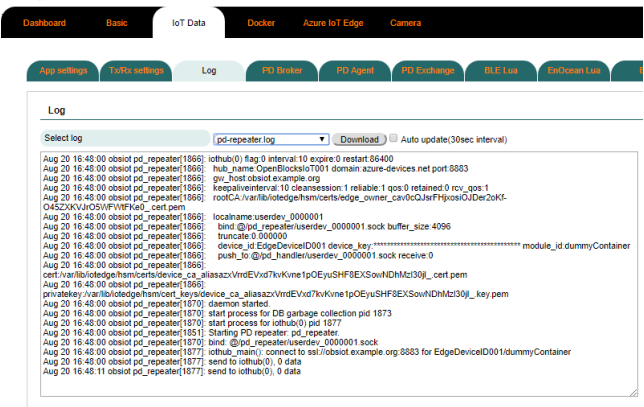 Dashboard Basic IoT Data Docker Azure IoT Edge Camera
App settings Tx/Rx settings Log PD Broker PD Agent PD Exchange BLE Lua EnOcean Lua
Log
Select log pd-repeater.log Download Auto update(30sec interval)
Aug 20 16:48:00 obsiot pd_repeater[1866]: iothub(0) flag:0 interval:10 expire:0 restart:86400
Aug 20 16:48:00 obsiot pd_repeater[1866]: hub_name:OpenBlocksIoT001 domain:azure-devices.net port:8883
Aug 20 16:48:00 obsiot pd_repeater[1866]: gw_host:obsiot.example.org
Aug 20 16:48:00 obsiot pd_repeater[1866]: keepaliveinterval:10 cleansession:1 reliable:1 qos:0 retained:0 rcv_qos:1
Aug 20 16:48:00 obsiot pd_repeater[1866]: rootCA:/var/lib/iotedge/hsm/certs/edge_owner_cav0cQJsrFHjxosiOJDer2oKf-
O45ZXKVJrO5WFWtFKe0_.cert.pem
Aug 20 16:48:00 obsiot pd_repeater[1866]: localname:userdev_0000001
Aug 20 16:48:00 obsiot pd_repeater[1866]: bind:@/pd_repeater/userdev_0000001.sock buffer_size:4096
Aug 20 16:48:00 obsiot pd_repeater[1866]: truncate:0.000000
Aug 20 16:48:00 obsiot pd_repeater[1866]: device_id:EdgeDeviceID001 device_key:******************************************** module_id:dummyContainer
Aug 20 16:48:00 obsiot pd_repeater[1866]: push_to:@/pd_handler/userdev_0000001.sock receive:0
Aug 20 16:48:00 obsiot pd_repeater[1866]:
cert:/var/lib/iotedge/hsm/certs/device_ca_aliasazxVrrdEVxd7kvKvne1pOEyuSHF8EXSowNDhMzI30jI_.cert.pem
Aug 20 16:48:00 obsiot pd_repeater[1866]:
privatekey:/var/lib/iotedge/hsm/cert_keys/device_ca_aliasazxVrrdEVxd7kvKvne1pOEyuSHF8EXSowNDhMzI30jI_.key.pem
Aug 20 16:48:00 obsiot pd_repeater[1870]: daemon started.
Aug 20 16:48:00 obsiot pd_repeater[1870]: start process for DB garbage collection pid 1873
Aug 20 16:48:00 obsiot pd_repeater[1870]: start process for iothub(0) pid 1877
Aug 20 16:48:00 obsiot pd_repeater[1851]: Starting PD repeater: pd_repeater.
Aug 20 16:48:00 obsiot pd_repeater[1870]: bind: @/pd_repeater/userdev_0000001.sock
Aug 20 16:48:00 obsiot pd_repeater[1877]: iothub_main(): connect to ssl://obsiot.example.org:8883 for EdgeDeviceID001/dummyContainer
Aug 20 16:48:00 obsiot pd_repeater[1877]: send to iothub(0), 0 data
Aug 20 16:48:11 obsiot pd_repeater[1877]: send to iothub(0), 0 data